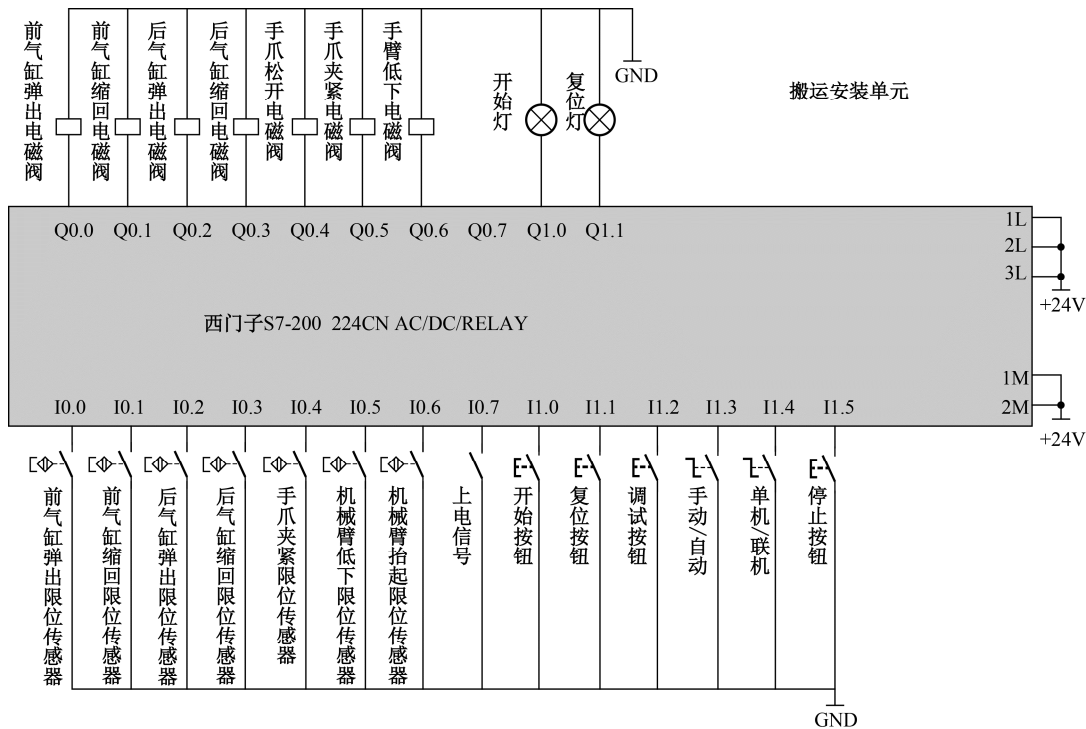 前气缸弹出电磁阀
前气缸缩回电磁阀
后气缸弹出电磁阀
后气缸缩回电磁阀
手爪松开电磁阀
手爪夹紧电磁阀
手臂低下电磁阀
开始灯
复位灯
GND
搬运安装单元
Q0.0 Q0.1 Q0.2 Q0.3 Q0.4 Q0.5 Q0.6 Q0.7 Q1.0 Q1.1
1L
2L
3L
+24V
西门子S7-200 224CN AC/DC/RELAY
1M
2M
+24V
I0.0 I0.1 I0.2 I0.3 I0.4 I0.5 I0.6 I0.7 I1.0 I1.1 I1.2 I1.3 I1.4 I1.5
前气缸弹出限位传感器
前气缸缩回限位传感器
后气缸弹出限位传感器
后气缸缩回限位传感器
手爪夹紧限位传感器
机械臂低下限位传感器
机械臂抬起限位传感器
上电信号
开始按钮
复位按钮
调试按钮
手动/自动
单机/联机
停止按钮
GND